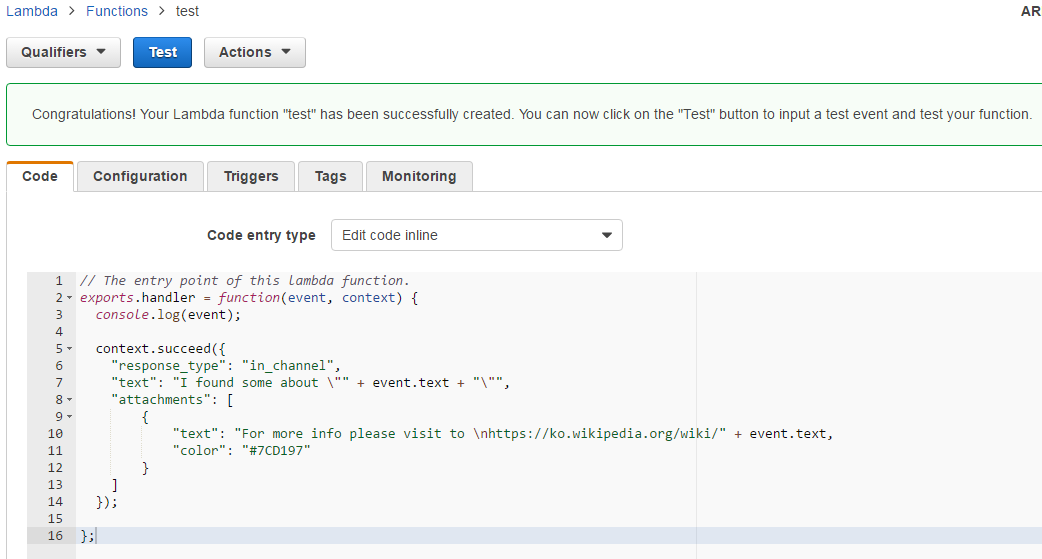 Lambda > Functions > test AR
Qualifiers Test Actions
Congratulations! Your Lambda function "test" has been successfully created. You can now click on the "Test" button to input a test event and test your function.
Code Configuration Triggers Tags Monitoring
Code entry type Edit code inline
1 // The entry point of this lambda function.
2 exports.handler = function(event, context) {
3 console.log(event);
4
5 context.succeed({
6 "response_type": "in_channel",
7 "text": "I found some about \"" + event.text + "\"",
8 "attachments": [
9 {
10 "text": "For more info please visit to \nhttps://ko.wikipedia.org/wiki/" + event.text,
11 "color": "#7CD197"
12 }
13 ]
14 });
15
16 };